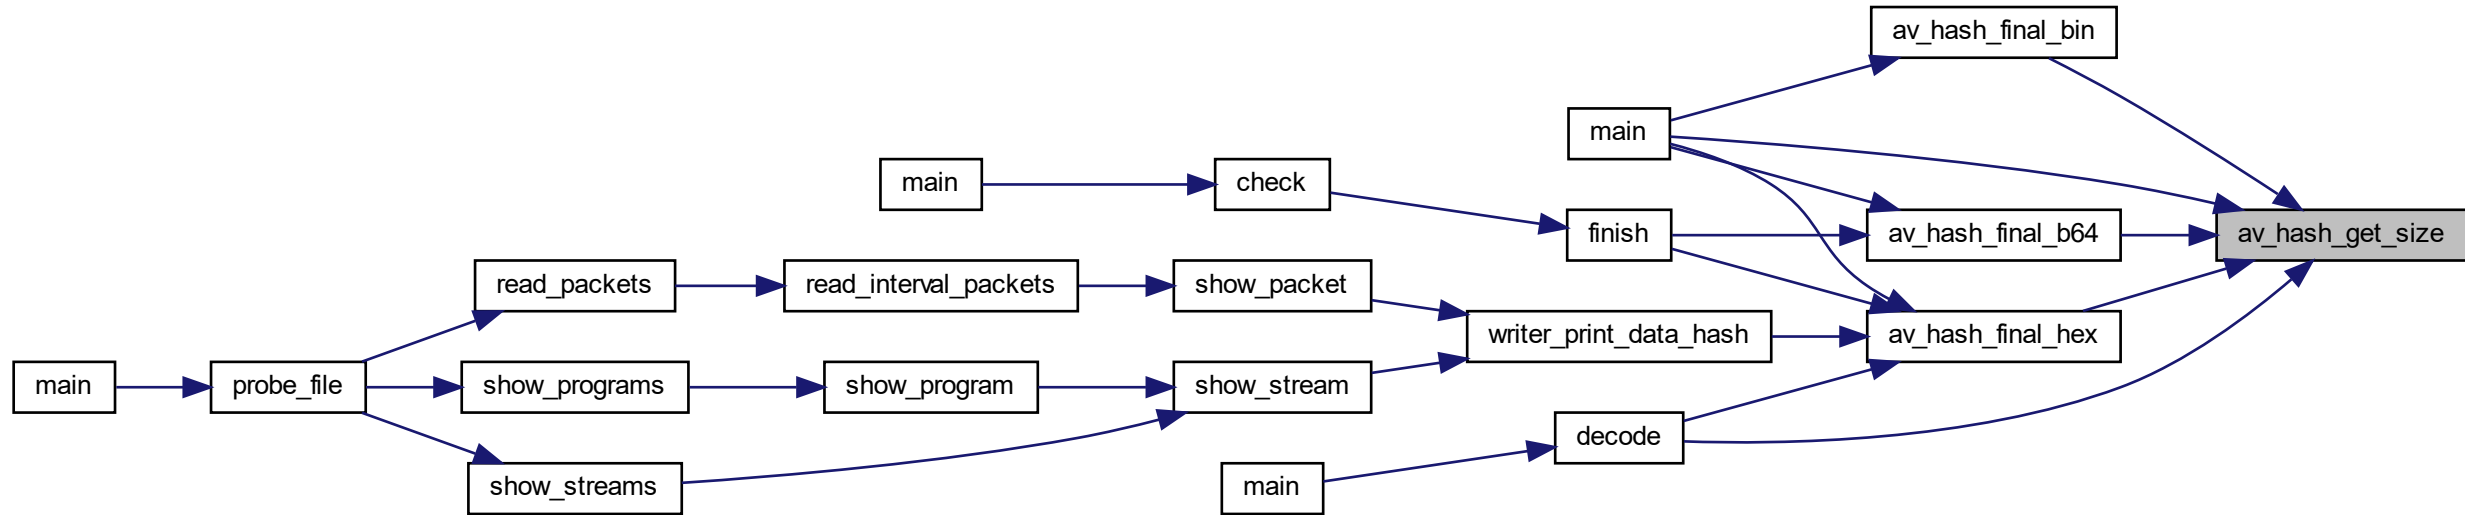 av_hash_final_bin
main
main
check
finish
av_hash_final_b64
av_hash_get_size
read_packets
read_interval_packets
show_packet
writer_print_data_hash
av_hash_final_hex
main
probe_file
show_programs
show_program
show_stream
decode
show_streams
main